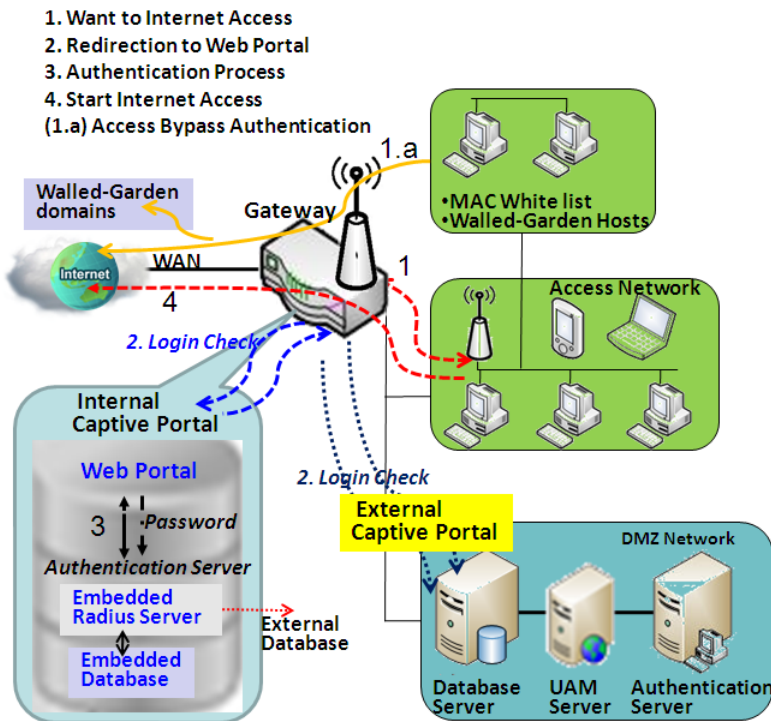 1. Want to Internet Access
2. Redirection to Web Portal
3. Authentication Process
4. Start Internet Access
(1.a) Access Bypass Authentication
1.a
•MAC White list
•Walled-Garden Hosts
Walled-Garden
domains
Gateway
Internet
WAN
1
4
Access Network
2. Login Check
Internal
Captive Portal
Web Portal
3
•Password
Authentication Server
Embedded
Radius Server
Embedded
Database
External
Database
2. Login Check
External
Captive Portal
DMZ Network
Database
Server
UAM
Server
Authentication
Server